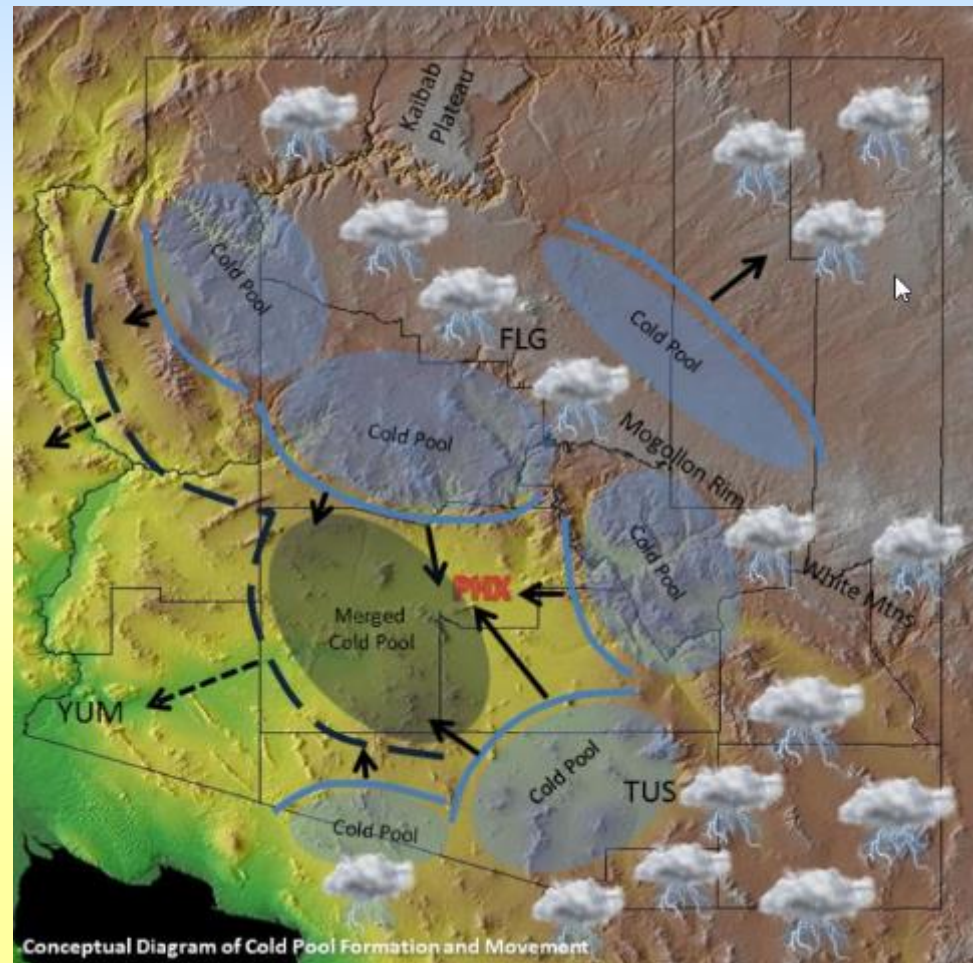 Kaibab
Plateau
Cold Pool
FLG
Cold Pool
Cold Pool
Mogollon Rim
Cold Pool
White Mtns
PHX
Merged
Cold Pool
YUM
Cold Pool
TUS
Cold Pool
Conceptual Diagram of Cold Pool Formation and Movement